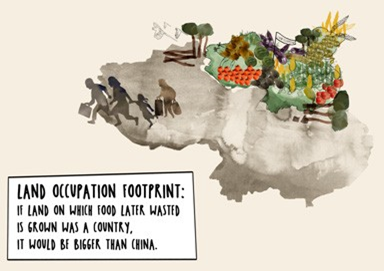 LAND OCCUPATION FOOTPRINT:
IF LAND ON WHICH FOOD LATER WASTED
IS GROWN WAS A COUNTRY,
IT WOULD BE BIGGER THAN CHINA.